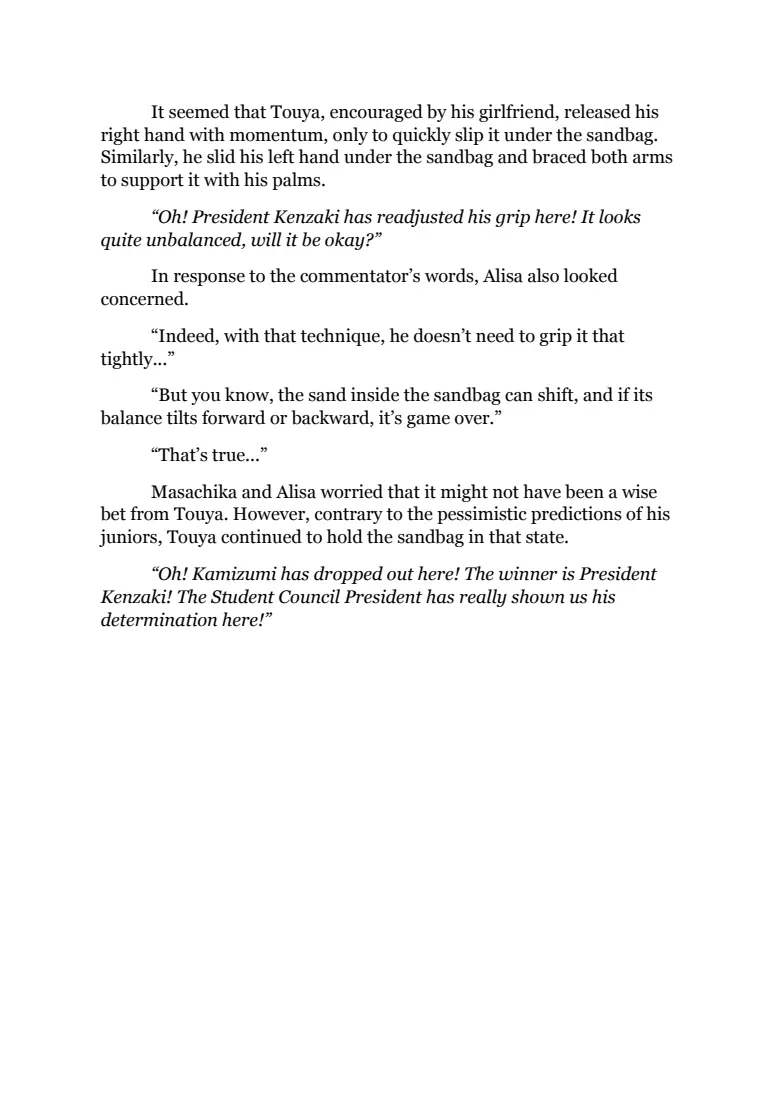 It seemed that Touya, encouraged by his girlfriend, released his
right hand with momentum, only to quickly slip it under the sandbag.
Similarly, he slid his left hand under the sandbag and braced both arms
to support it with his palms.
“Oh! President Kenzaki has readjusted his grip here! It looks
quite unbalanced, will it be okay?”
In response to the commentator’s words, Alisa also looked
concerned.
“Indeed, with that technique, he doesn’t need to grip it that
tightly...”
“But you know, the sand inside the sandbag can shift, and if its
balance tilts forward or backward, it’s game over.”
“That’s true...”
Masachika and Alisa worried that it might not have been a wise
bet from Touya. However, contrary to the pessimistic predictions of his
juniors, Touya continued to hold the sandbag in that state.
“Oh! Kamizumi has dropped out here! The winner is President
Kenzaki! The Student Council President has really shown us his
determination here!”